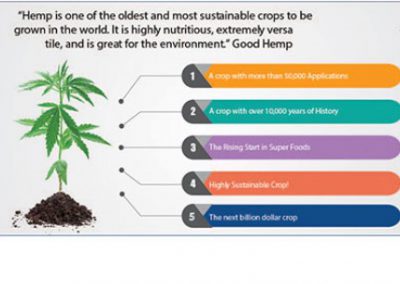 “Hemp is one of the oldest and most sustainable crops to be
grown in the world. It is highly nutritious, extremely versa
tile, and is great for the environment.” Good Hemp
1 A crop with more than 50,000 Applications
2 A crop with over 10,000 years of History
3 The Rising Start in Super Foods
4 Highly Sustainable Crop!
5 The next billion dollar crop